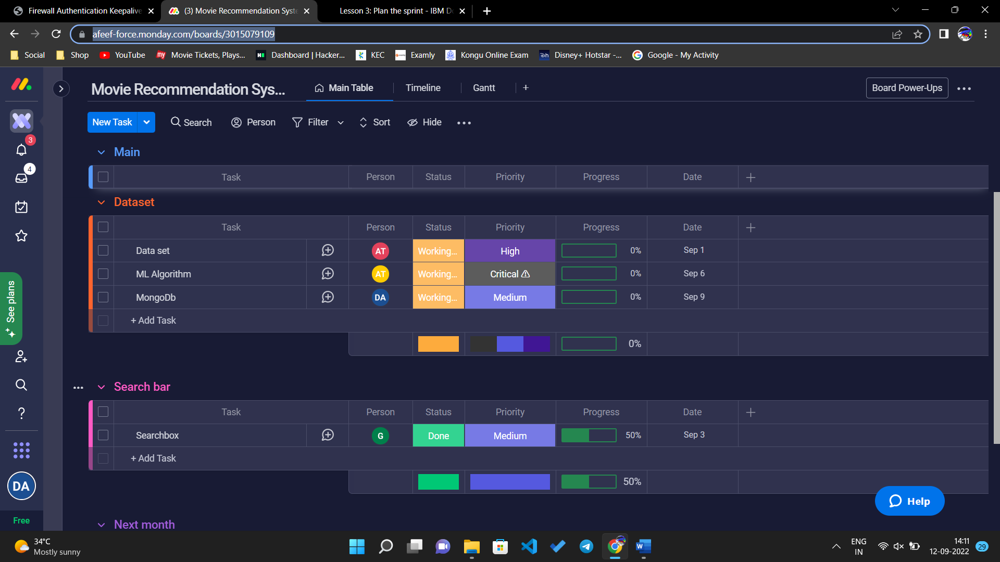 Firewall Authentication Keepalive
(3) Movie Recommendation Syste
Lesson 3: Plan the sprint - IBM Do
afeef-force.monday.com/boards/3015079109
Social
Shop
YouTube
my
Movie Tickets, Plays...
Dashboard | Hacker...
KEC
Examly
Kongu Online Exam
Disney+ Hotstar -...
Google - My Activity
Movie Recommendation Sys...
Main Table
Timeline
Gantt
Board Power-Ups
New Task
Search
Person
Filter
Sort
Hide
3
4
Main
Task Person Status Priority Progress Date
Dataset
Task Person Status Priority Progress Date
Data set AT Working... High 0% Sep 1
ML Algorithm AT Working... Critical 0% Sep 6
MongoDb DA Working... Medium 0% Sep 9
+ Add Task
0%
See plans
Search bar
Task Person Status Priority Progress Date
Searchbox G Done Medium 50% Sep 3
+ Add Task
50%
DA
Help
Free
Next month
34°C
Mostly sunny
ENG
IN
14:11
12-09-2022
29